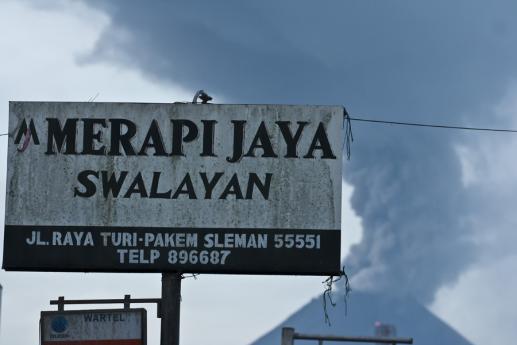 MERAPI JAYA
SWALAYAN
JL.RAYA TURI-PAKEM SLEMAN 55551
TELP 896687
WARTEL